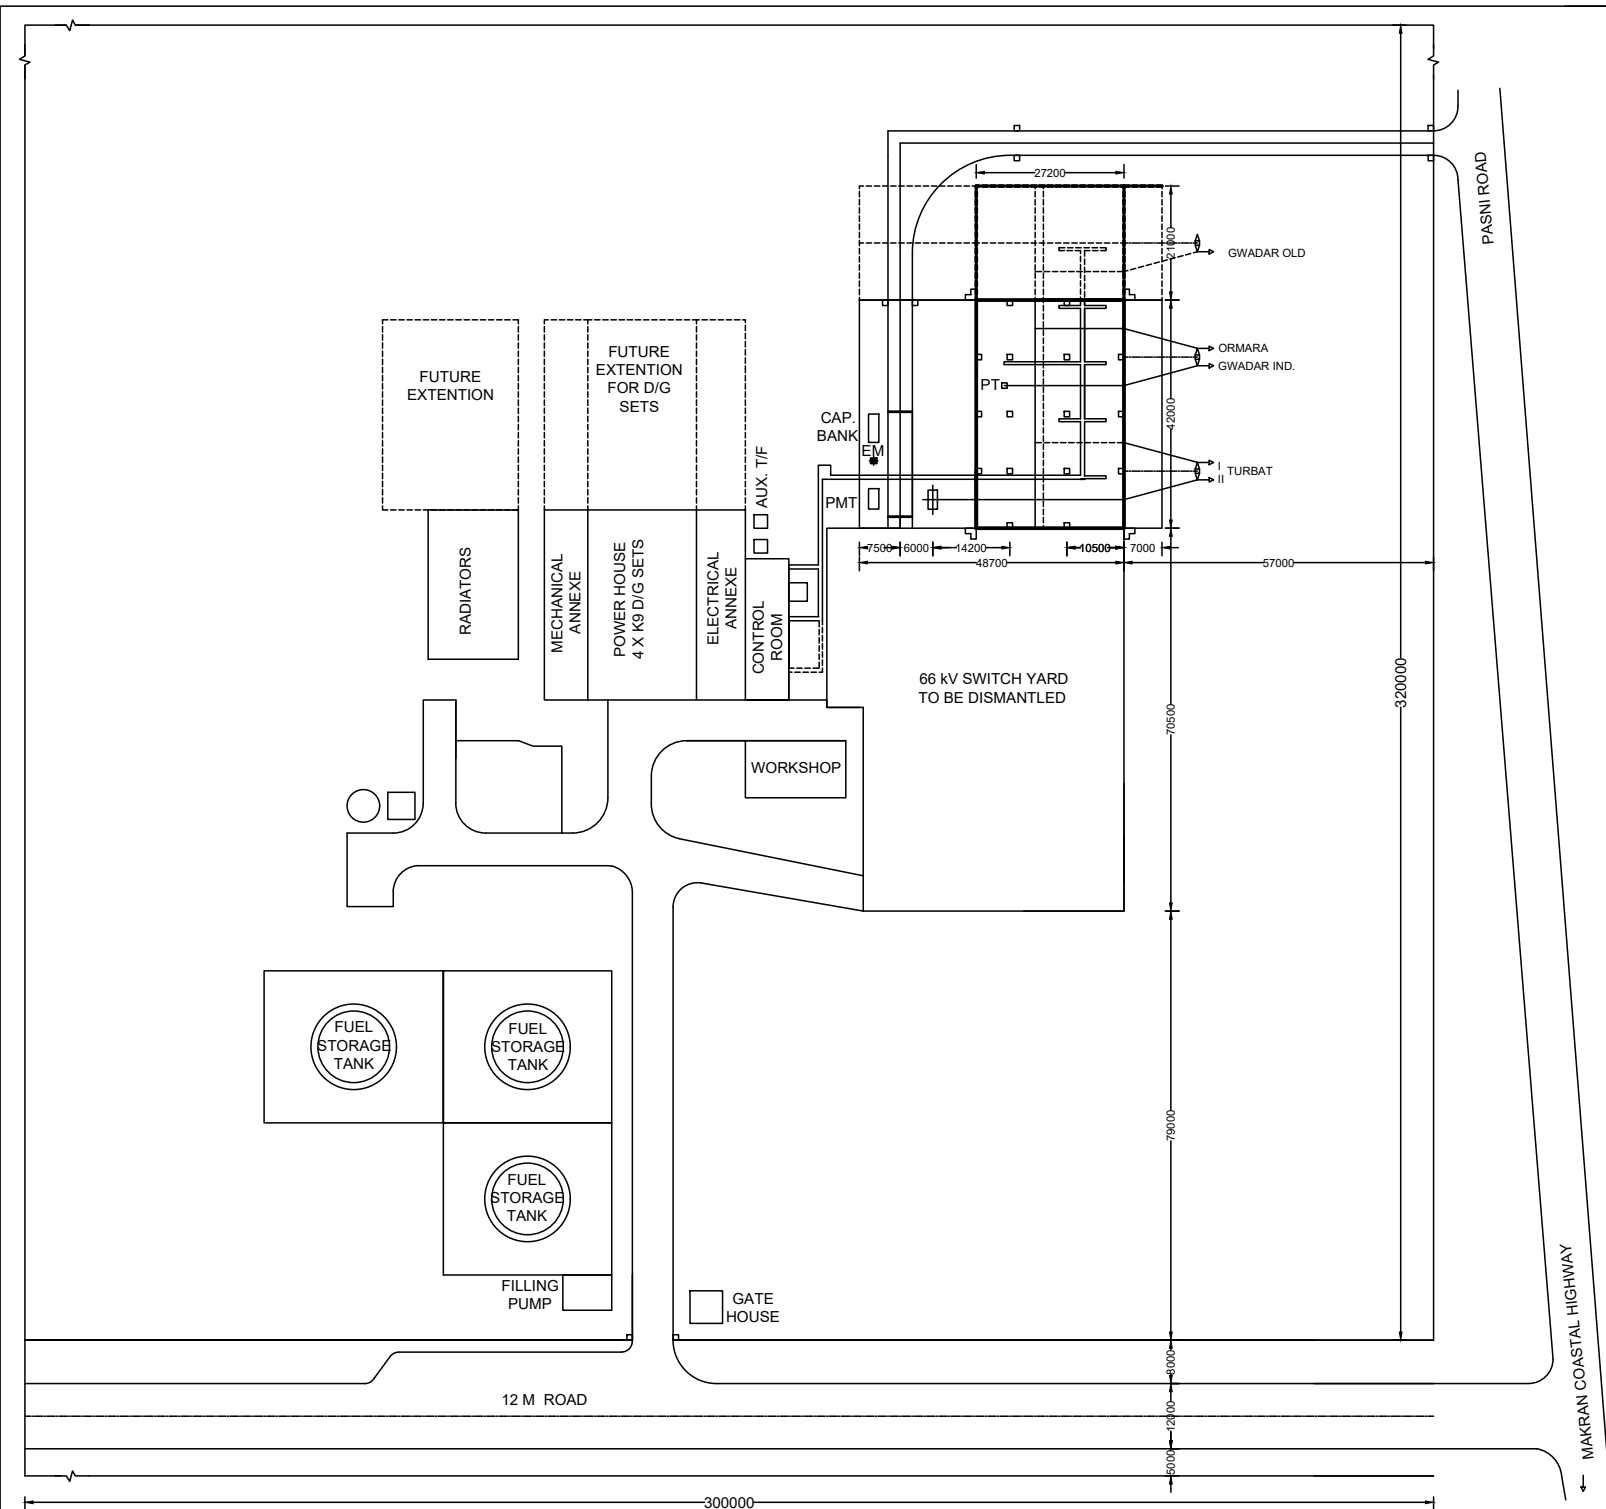 PASNI ROAD
27200
21000
GWADAR OLD
ORMARA
GWADAR IND.
FUTURE
EXTENTION
FUTURE
EXTENTION
FOR D/G
SETS
PT
42000
CAP.
BANK
EM
AUX. T/F
PMT
I
TURBAT
II
7500
6000
14200
10500
7000
48700
57000
RADIATORS
MECHANICAL
ANNEXE
POWER HOUSE
4 X K9 D/G SETS
ELECTRICAL
ANNEXE
CONTROL
ROOM
66 kV SWITCH YARD
TO BE DISMANTLED
320000
70500
WORKSHOP
FUEL
STORAGE
TANK
FUEL
STORAGE
TANK
79000
FUEL
STORAGE
TANK
FILLING
PUMP
GATE
HOUSE
MAKRAN COASTAL HIGHWAY
8000
12 M ROAD
12000
5000
300000